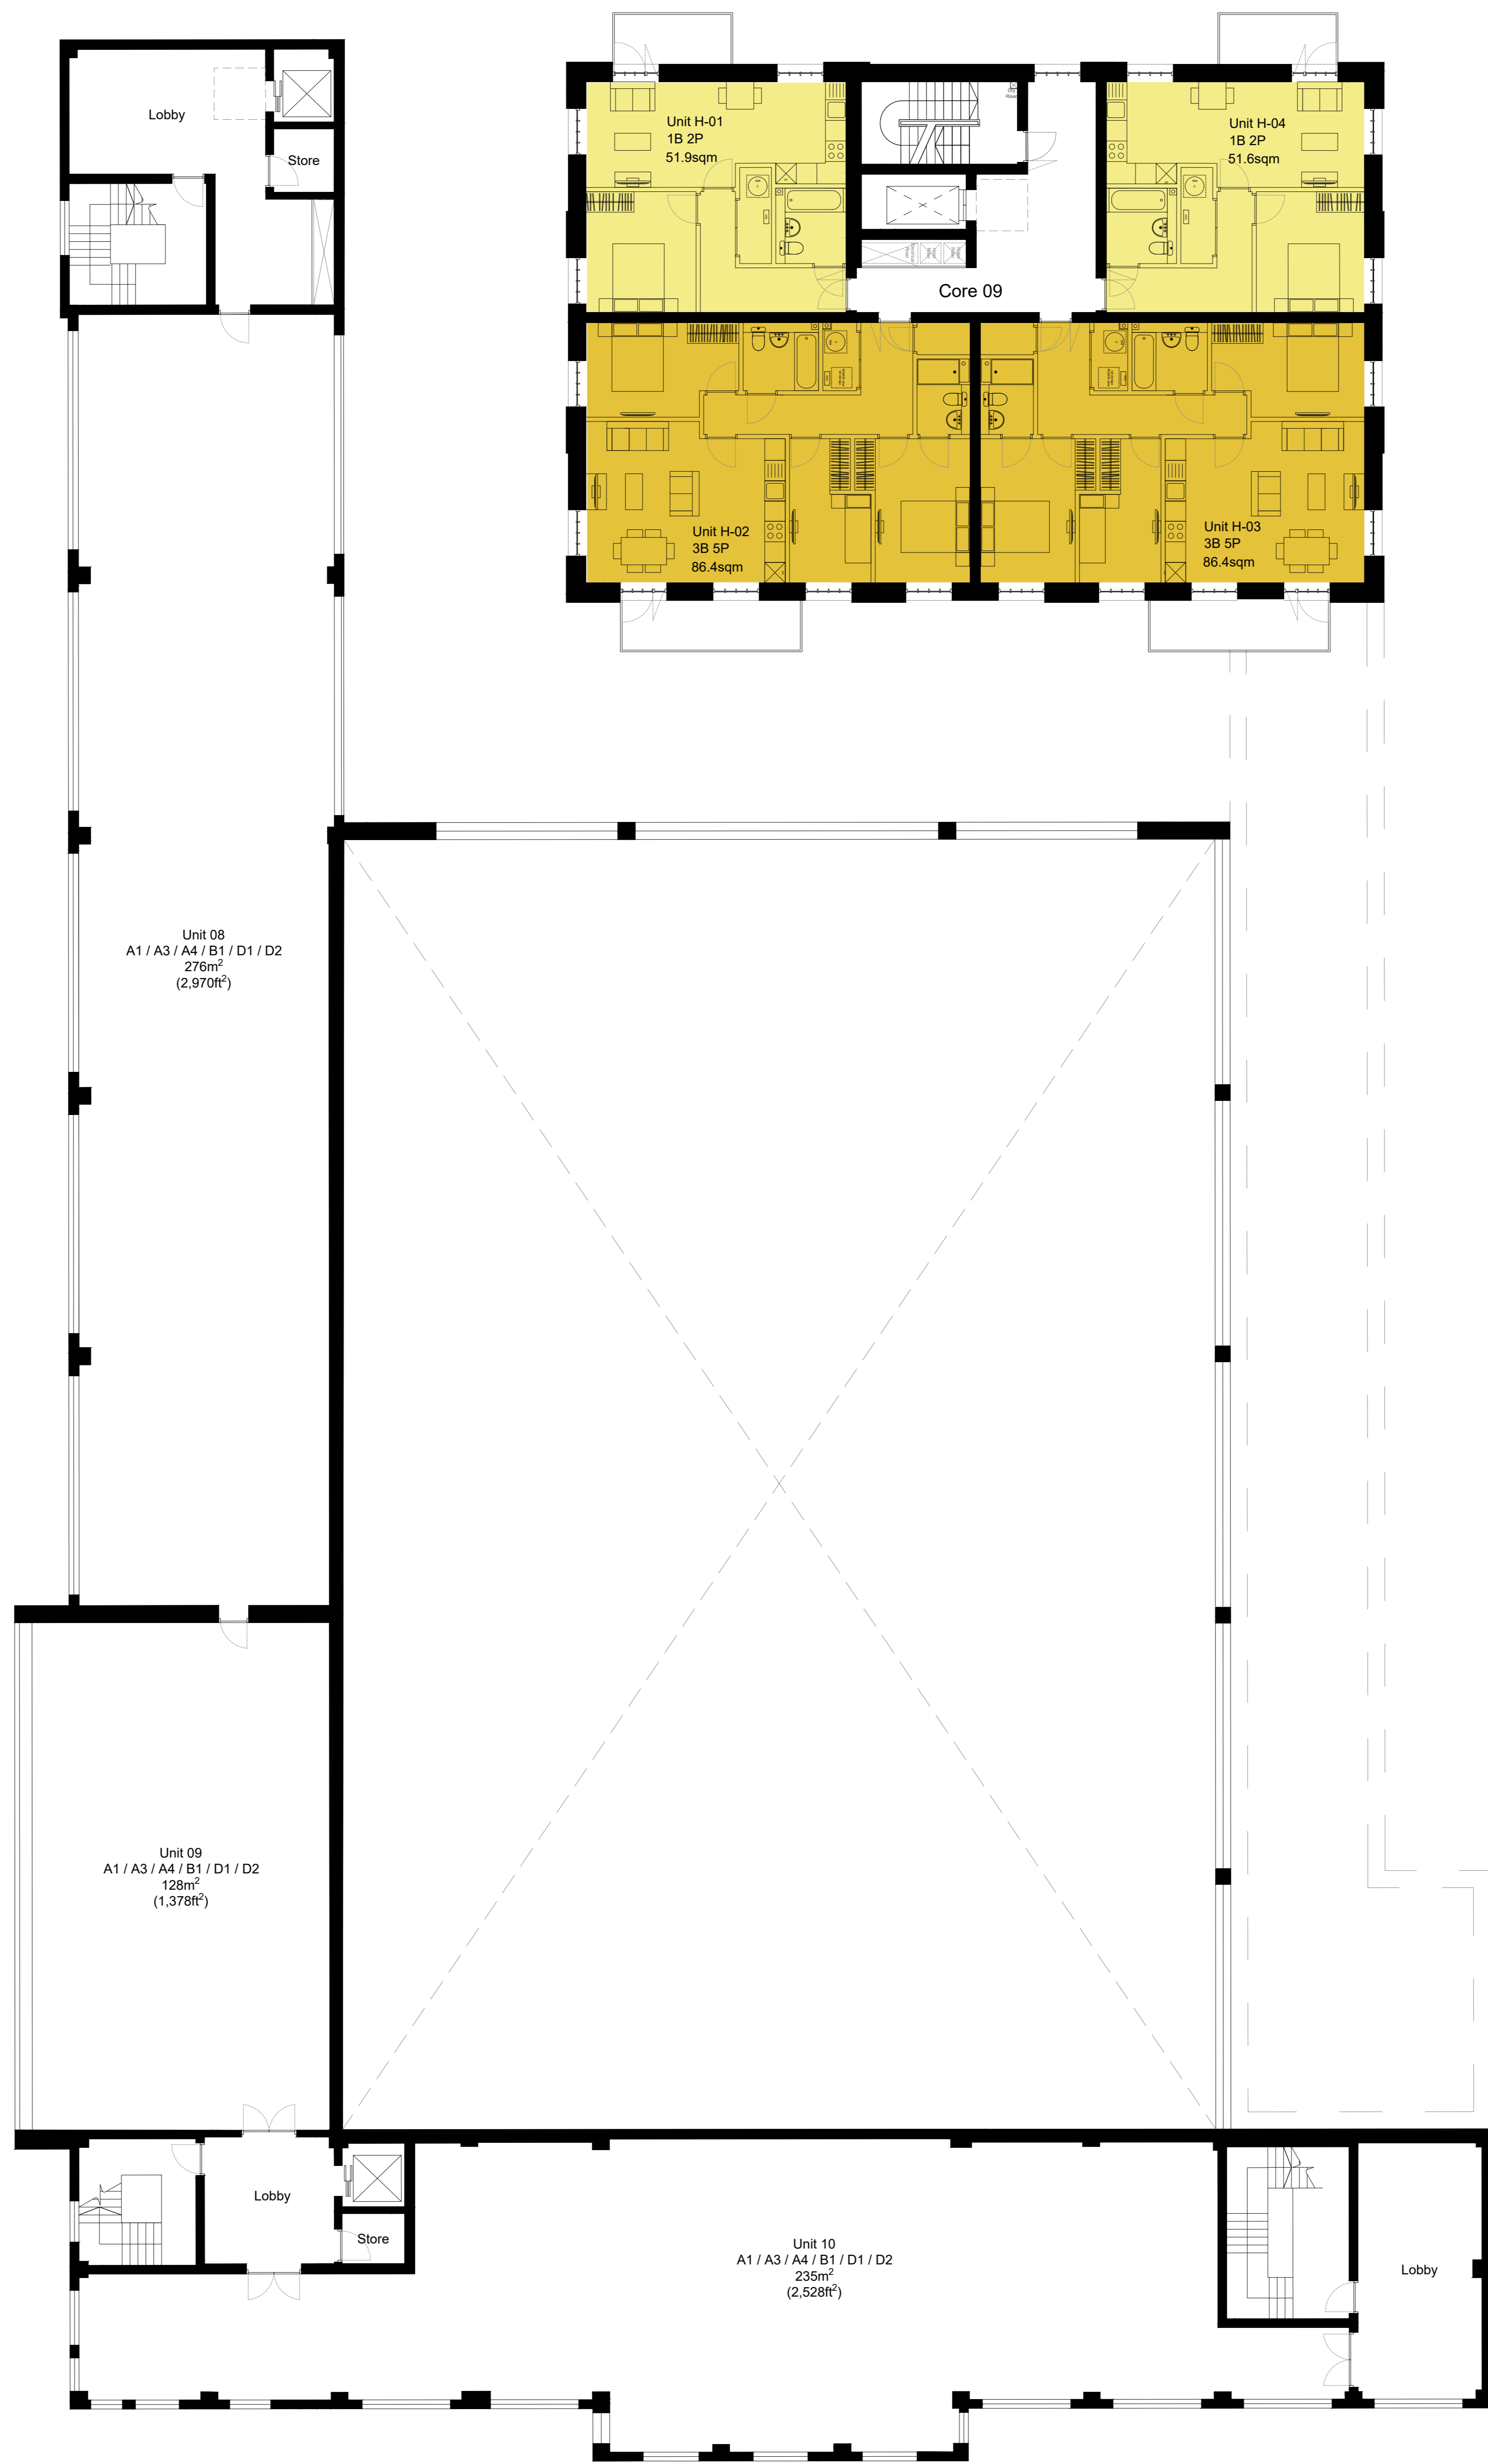 Lobby
Store
Unit H-01
1B 2P
51.9sqm
Unit H-04
1B 2P
51.6sqm
Dry
Riser
Core 09
Unit H-02
3B 5P
86.4sqm
Unit H-03
3B 5P
86.4sqm
Unit 08
A1 / A3 / A4 / B1 / D1 / D2
276m²
(2,970ft²)
Unit 09
A1 / A3 / A4 / B1 / D1 / D2
128m²
(1,378ft²)
Lobby
Store
Unit 10
A1 / A3 / A4 / B1 / D1 / D2
235m²
(2,528ft²)
Lobby